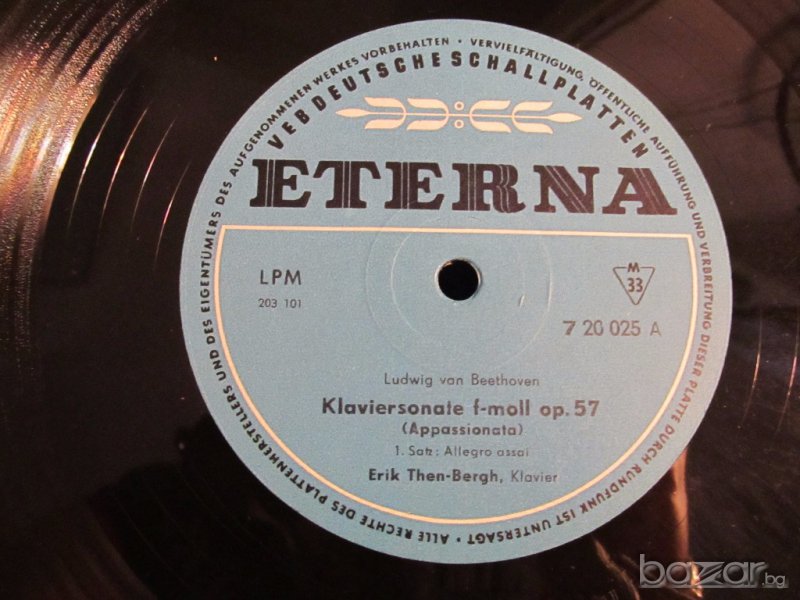 ALLE RECHTE DES PLATTENHERSTELLERS UND DES EIGENTÜMERS DES AUFGENOMMENEN WERKES VORBEHALTEN · VERVIELFÄLTIGUNG, ÖFFENTLICHE AUFFÜHRUNG UND VERBREITUNG DIESER PLATTE DURCH RUNDFUNK IST UNTERSAGT ·
VEB DEUTSCHE SCHALLPLATTEN
ETERNA
LPM
203 101
M
33
7 20 025 A
Ludwig van Beethoven
Klaviersonate f-moll op. 57
(Appassionata)
1. Satz: Allegro assai
Erik Then-Bergh, Klavier
bazar.bg